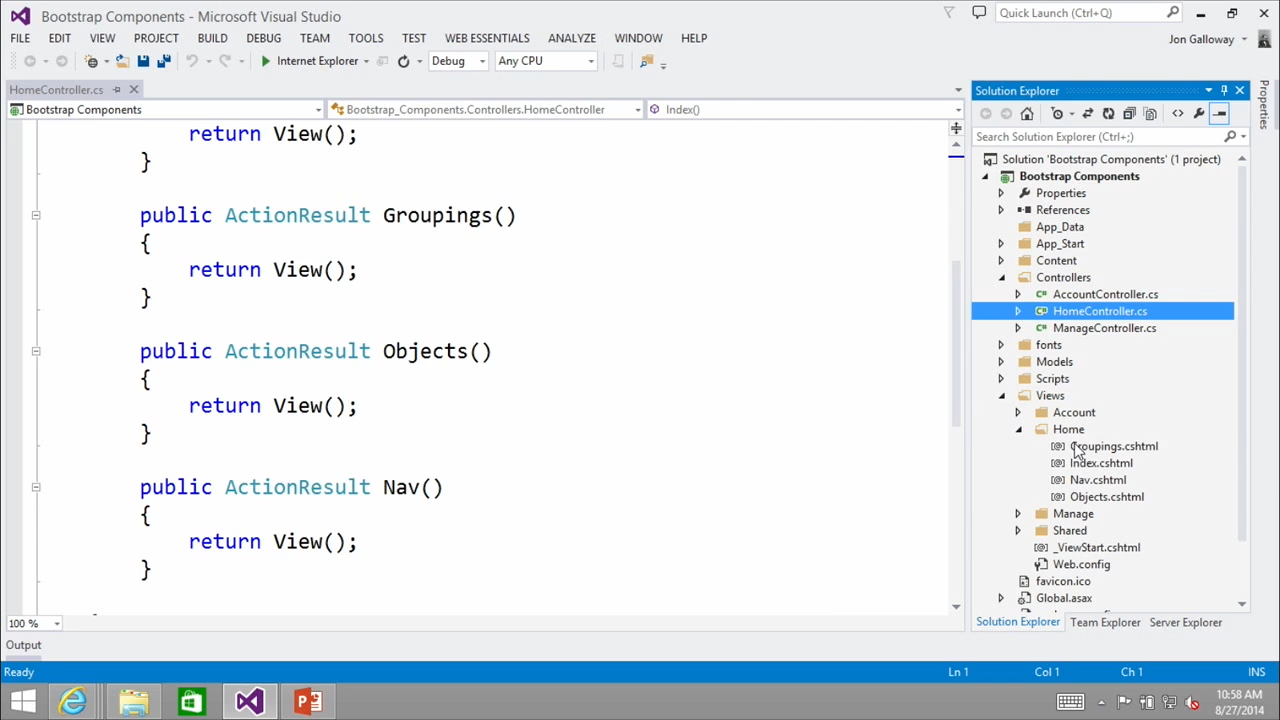 Bootstrap Components - Microsoft Visual Studio
Quick Launch (Ctrl+Q)
FILE EDIT VIEW PROJECT BUILD DEBUG TEAM TOOLS TEST WEB ESSENTIALS ANALYZE WINDOW HELP
Jon Galloway
Internet Explorer
Debug
Any CPU
HomeController.cs
Bootstrap Components
Bootstrap_Components.Controllers.HomeController
Index()
return View();
}
public ActionResult Groupings()
{
return View();
}
public ActionResult Objects()
{
return View();
}
public ActionResult Nav()
{
return View();
}
100 %
Output
Solution Explorer
Search Solution Explorer (Ctrl+;)
Solution 'Bootstrap Components' (1 project)
Bootstrap Components
Properties
References
App_Data
App_Start
Content
Controllers
AccountController.cs
HomeController.cs
ManageController.cs
fonts
Models
Scripts
Views
Account
Home
Groupings.cshtml
Index.cshtml
Nav.cshtml
Objects.cshtml
Manage
Shared
_ViewStart.cshtml
Web.config
favicon.ico
Global.asax
Solution Explorer Team Explorer Server Explorer
Properties
Ready
Ln 1 Col 1 Ch 1 INS
10:58 AM
8/27/2014